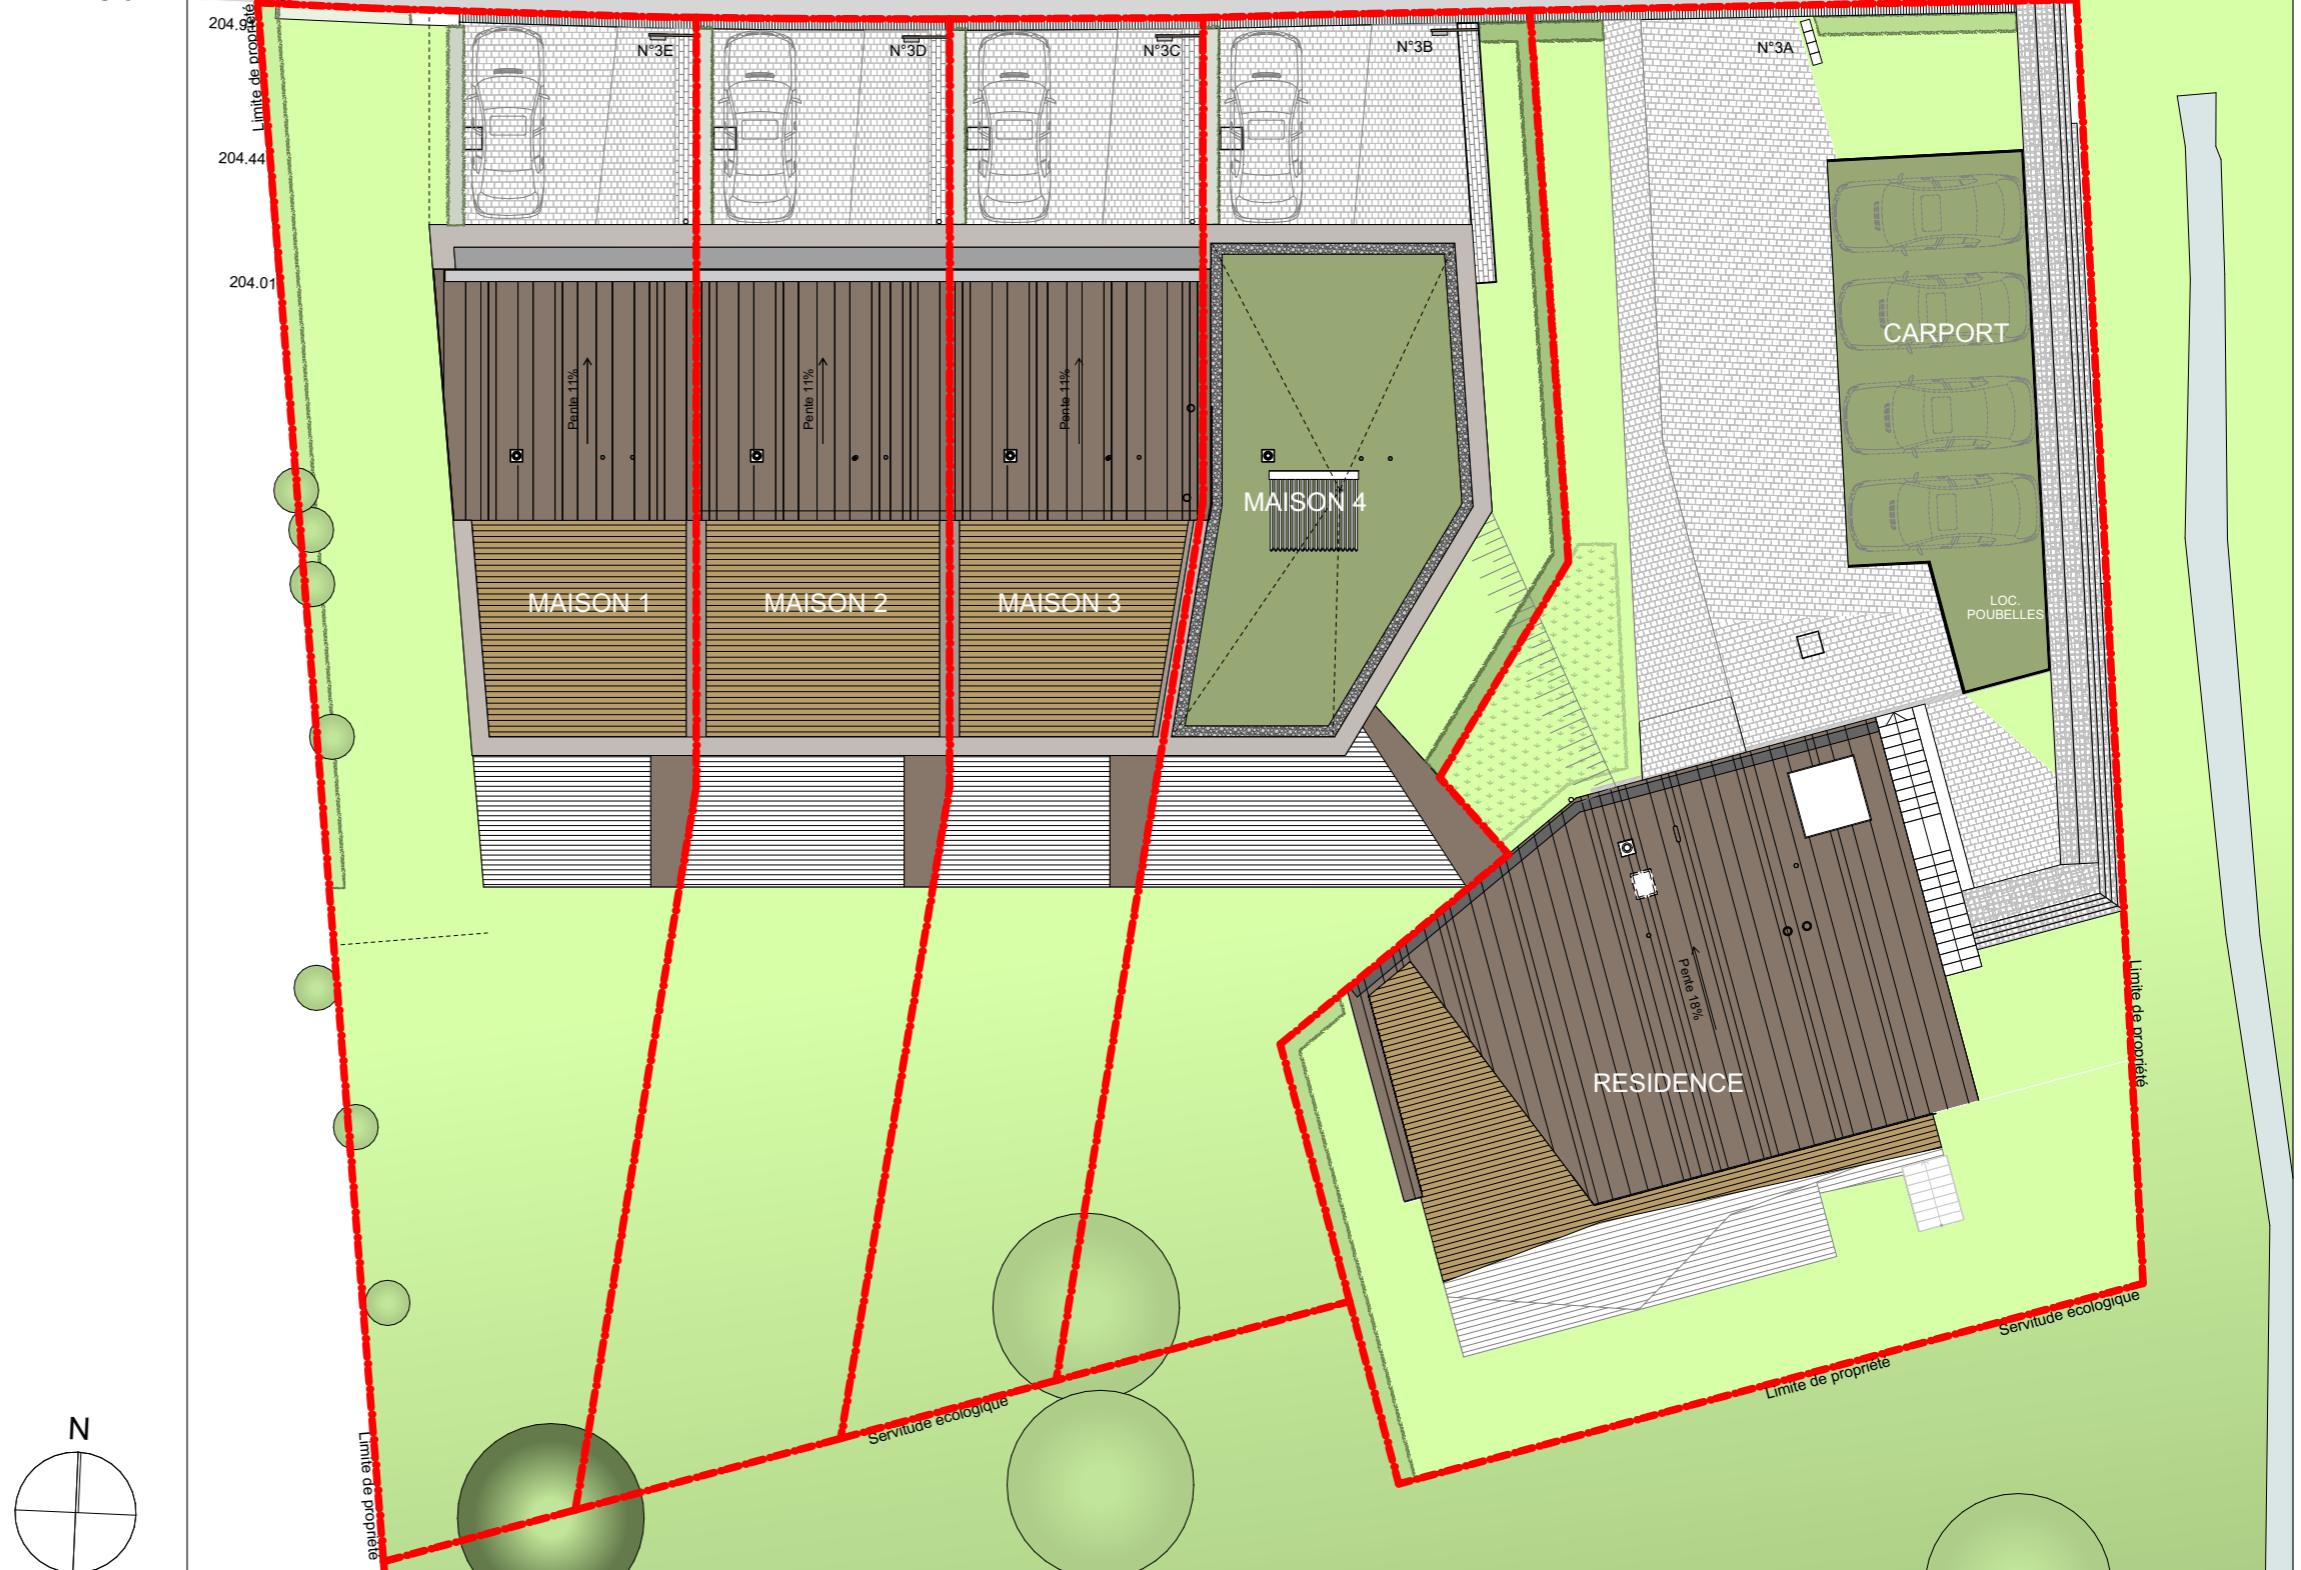 204.91
N°3E
N°3D
N°3C
N°3B
N°3A
Limite de propriété
204.44
204.01
CARPORT
Pente 11%
Pente 11%
Pente 11%
MAISON 4
MAISON 1
MAISON 2
MAISON 3
LOC.
POUBELLES
Pente 18%
Limite de propriété
RESIDENCE
Servitude écologique
Limite de propriété
Servitude écologique
Limite de propriété
N